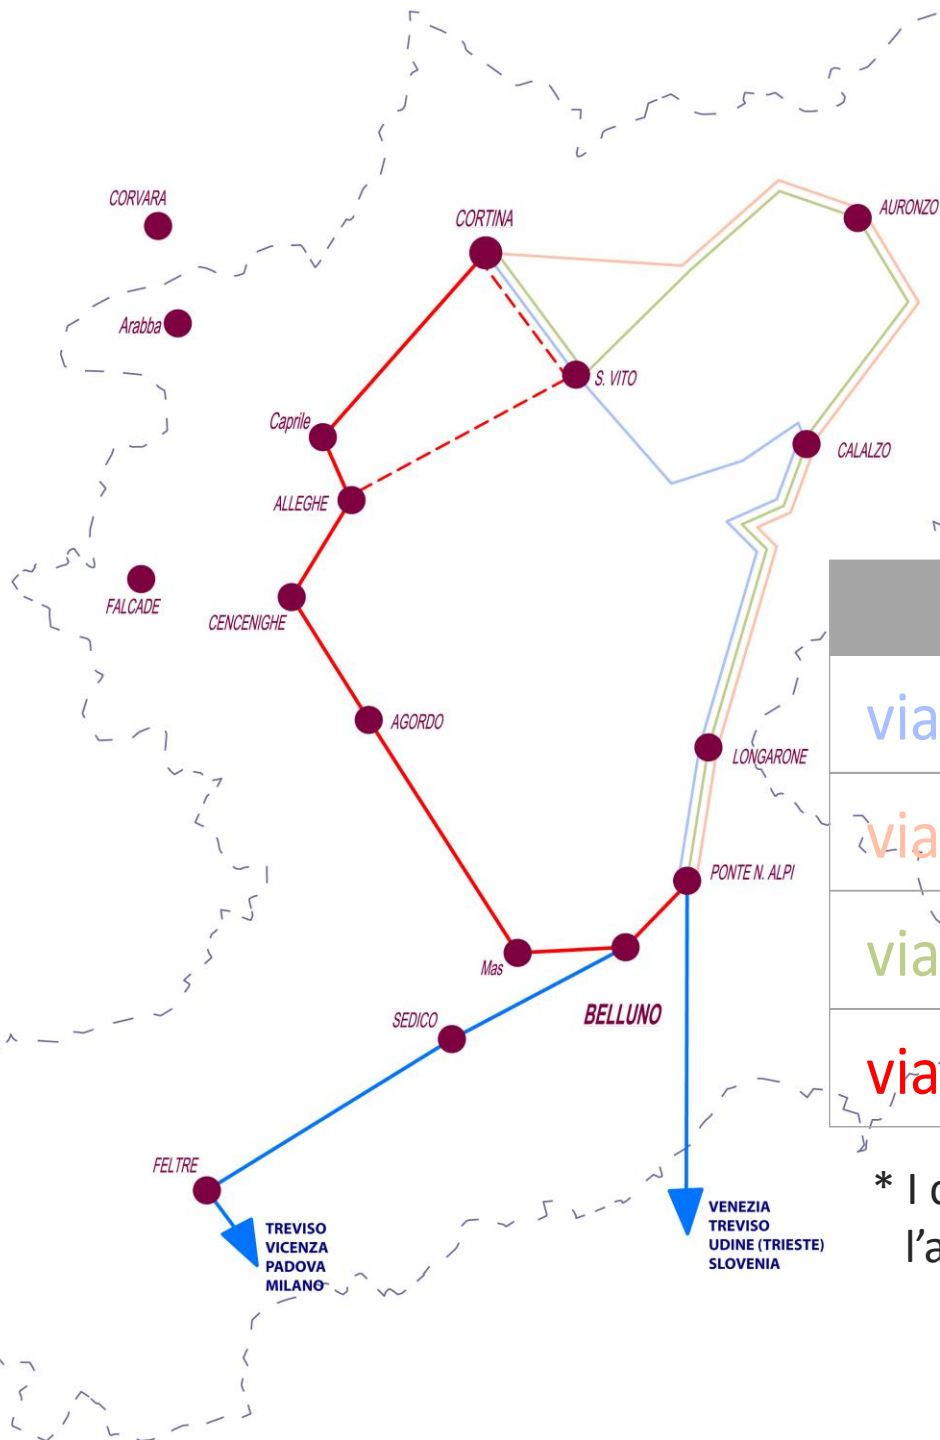 CORVARA
AURONZO
CORTINA
Arabba
S. VITO
Caprile
CALALZO
ALLEGHE
FALCADE
CENCENIGHE
via
AGORDO
LONGARONE
via
PONTE N. ALPI
via
Mas
BELLUNO
SEDICO
via
FELTRE
* I
l’a
VENEZIA
TREVISO
UDINE (TRIESTE)
SLOVENIA
TREVISO
VICENZA
PADOVA
MILANO